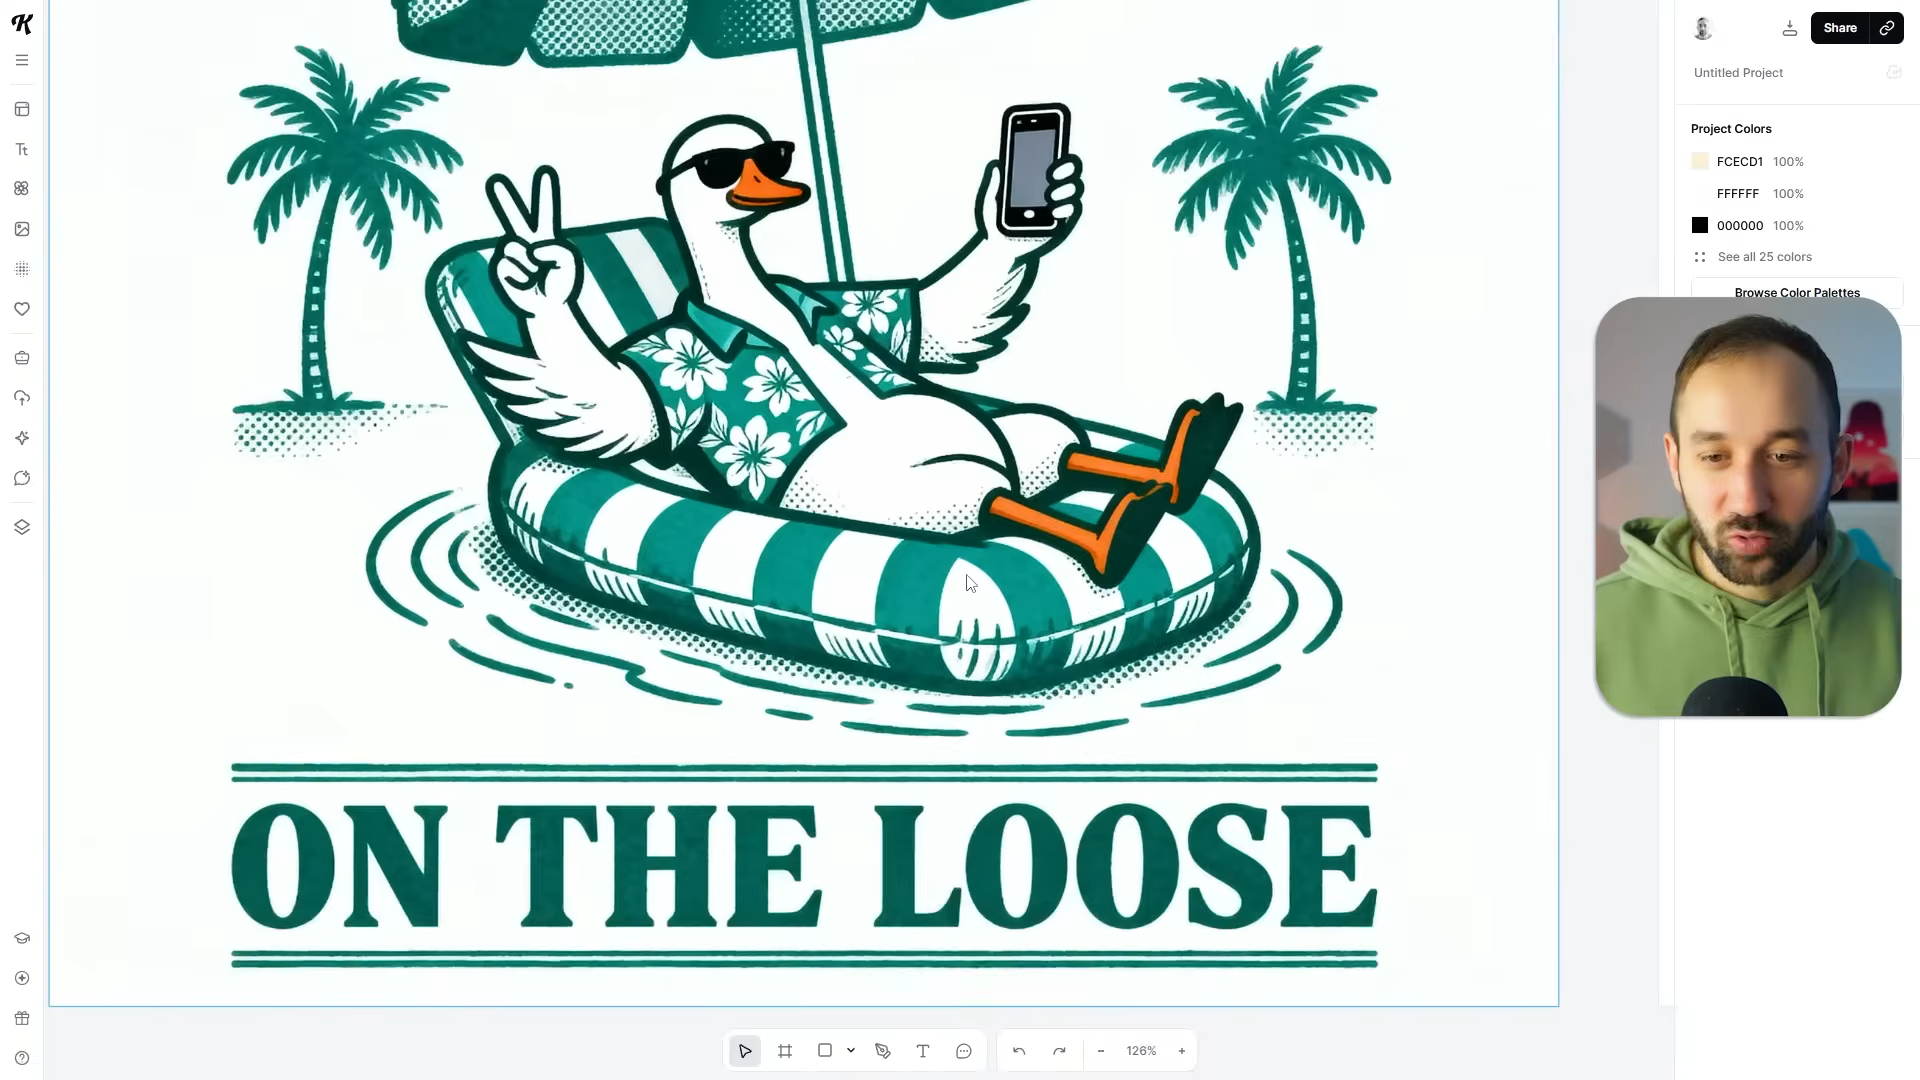 K
Share
Untitled Project
Project Colors
FCECD1 100%
FFFFFF 100%
000000 100%
See all 25 colors
Browse Color Palettes
Tt
ON THE LOOSE
T
- 126% +